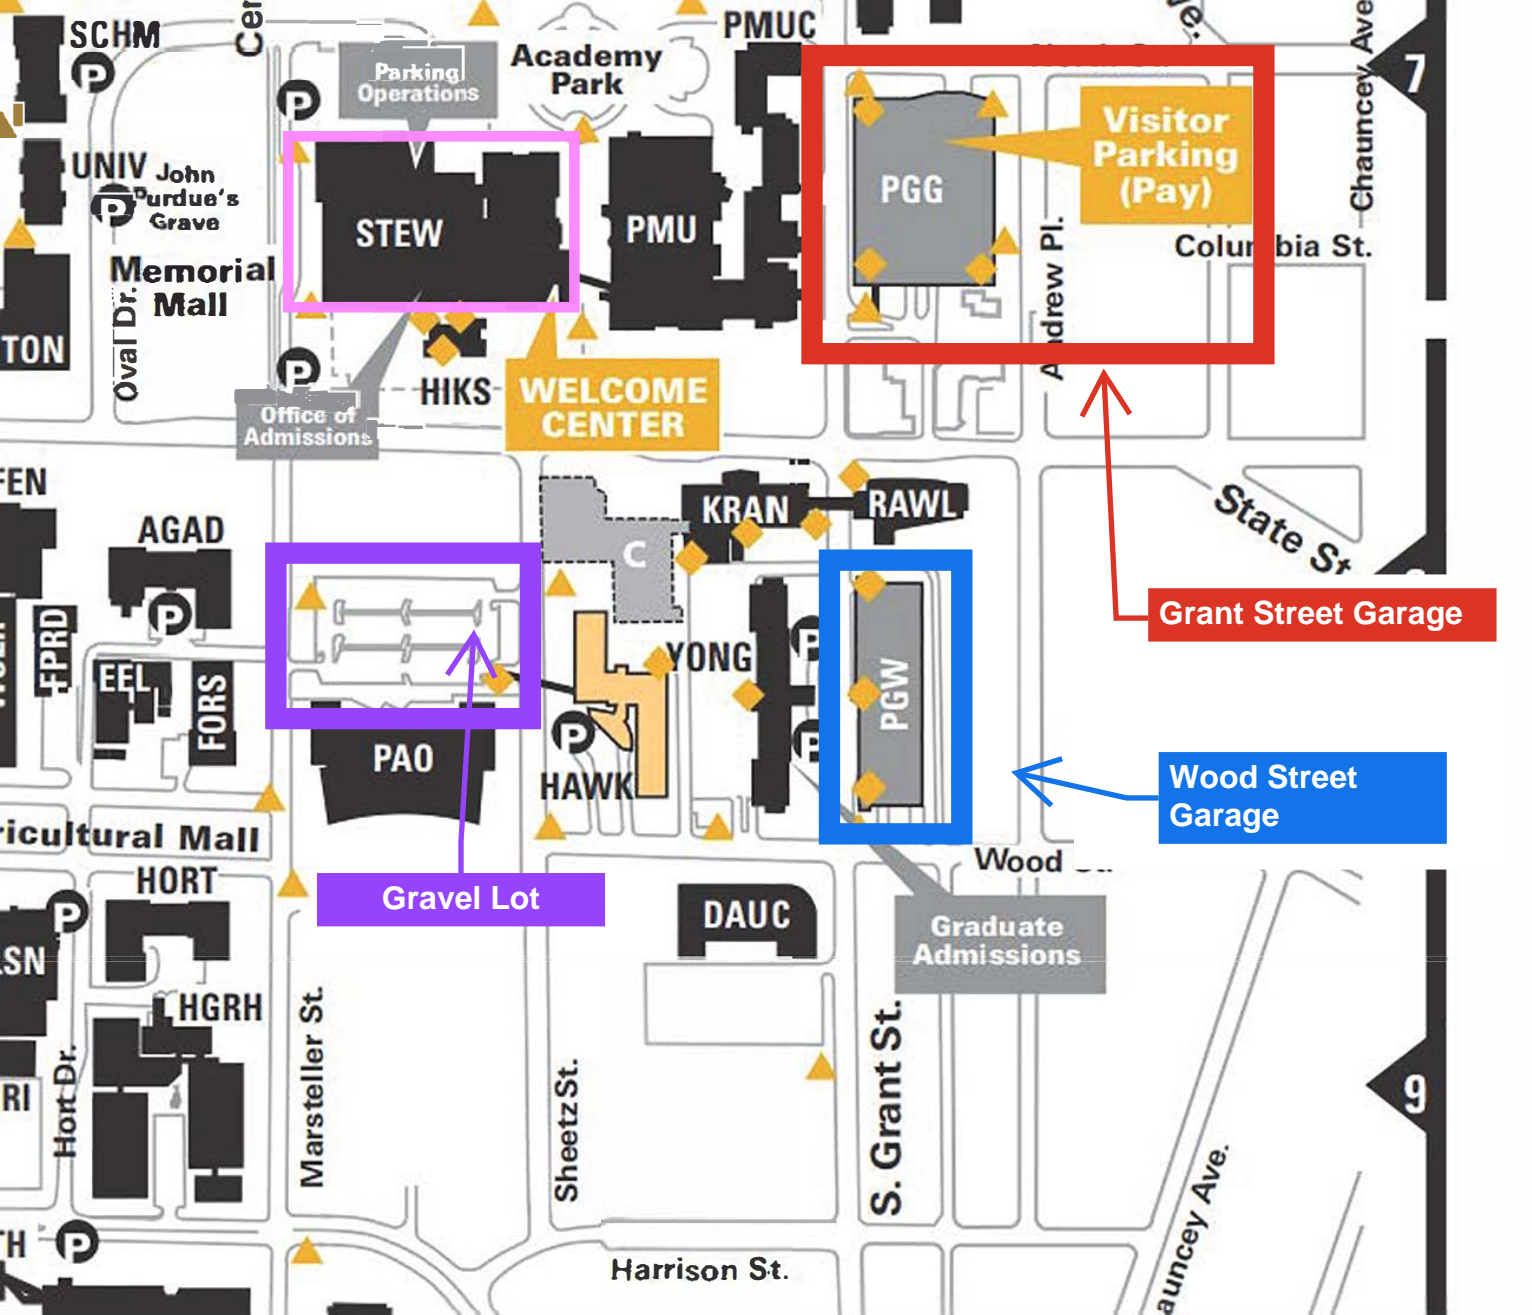 SCHM
P
Parking
Operations
Academy
Park
PMUC
7
Chauncey Ave
P
Visitor
Parking
(Pay)
PGG
UNIV
John
Purdue's
Grave
P
STEW
PMU
Columbia St.
Andrew Pl.
Memorial
Mall
Oval Dr.
TON
P
HIKS
WELCOME
CENTER
Office of
Admissions
FEN
AGAD
KRAN
RAWL
State St
C
P
Grant Street Garage
FPRD
EEL
FORS
YONG
P
PGW
P
PAO
P
HAWK
Wood Street
Garage
ricultural Mall
HORT
Wood
Gravel Lot
P
DAUC
Graduate
Admissions
LSN
HGRH
Marsteller St.
Hort Dr.
Sheetz St.
S. Grant St.
9
RI
TH
P
Harrison St.
auncey Ave.